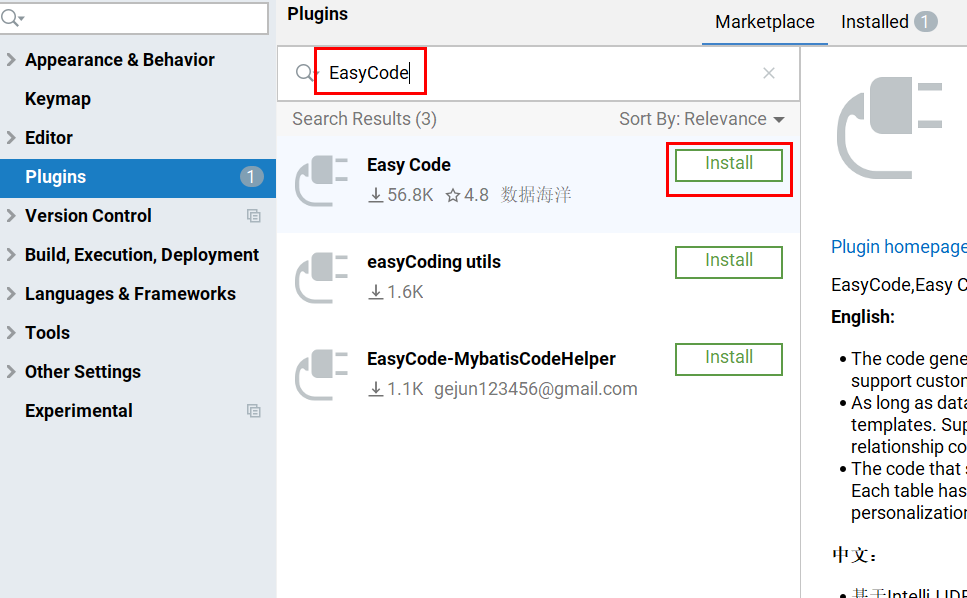 Appearance & Behavior
Keymap
Editor
Plugins 1
Version Control
Build, Execution, Deployment
Languages & Frameworks
Tools
Other Settings
Experimental
Plugins
Marketplace Installed 1
EasyCode
Search Results (3) Sort By: Relevance
Easy Code Install
56.8K 4.8 数据海洋
easyCoding utils Install
1.6K
EasyCode-MybatisCodeHelper Install
1.1K gejun123456@gmail.com
Plugin homepage
EasyCode,Easy C
English:
The code gene
support custom
As long as data
templates. Sup
relationship co
The code that s
Each table has
personalization
中文：
基于IntelliJ IDE